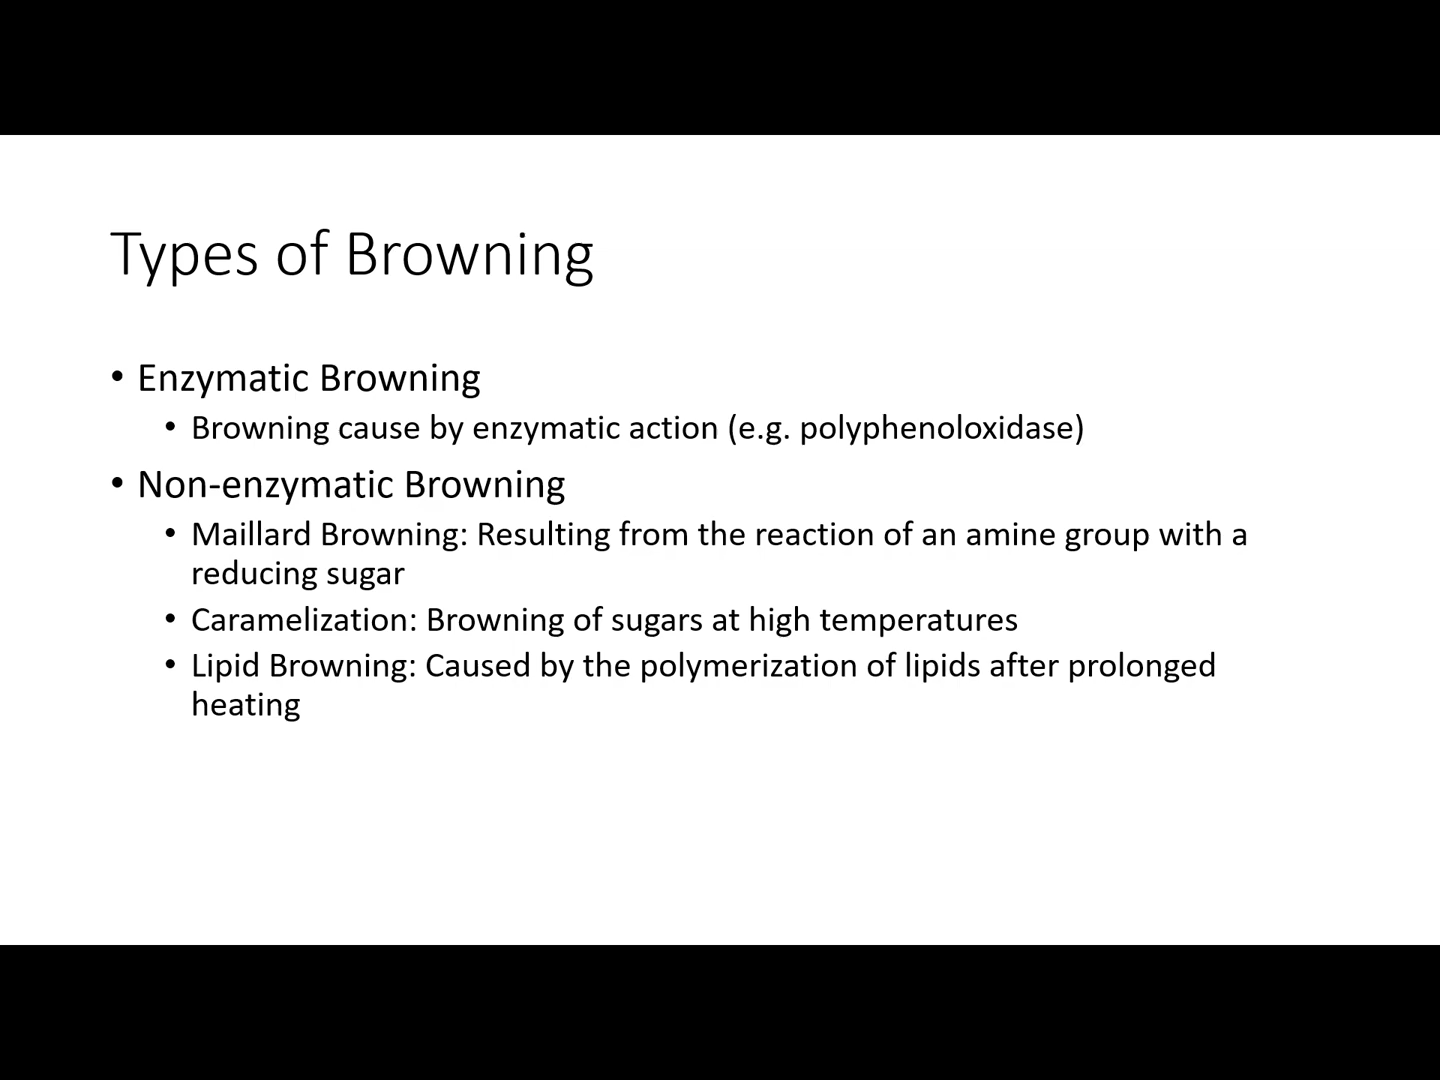 Types of Browning
• Enzymatic Browning
• Browning cause by enzymatic action (e.g. polyphenoloxidase)
• Non-enzymatic Browning
• Maillard Browning: Resulting from the reaction of an amine group with a
reducing sugar
• Caramelization: Browning of sugars at high temperatures
• Lipid Browning: Caused by the polymerization of lipids after prolonged
heating